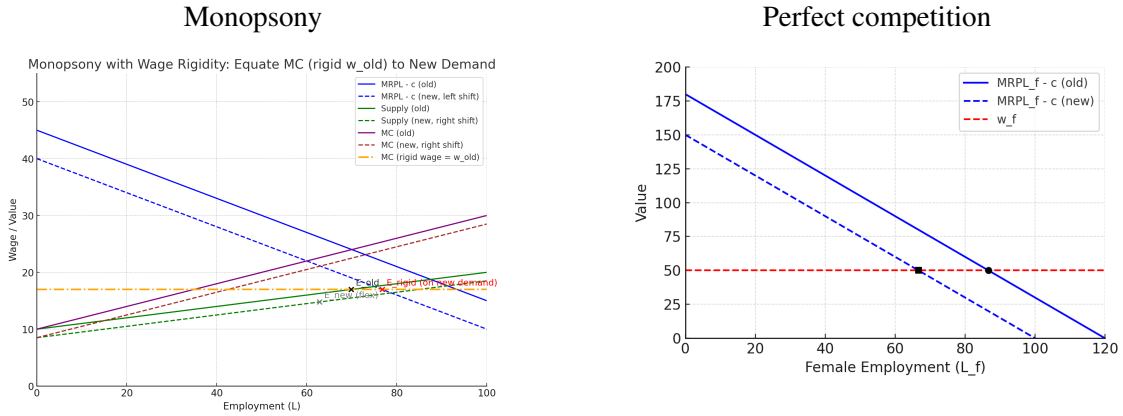 Monopsony
Perfect competition
Monopsony with Wage Rigidity: Equate MC (rigid w_old) to New Demand
MRPL - c (old)
MRPL - c (new, left shift)
Supply (old)
Supply (new, right shift)
MC (old)
MC (new, right shift)
MC (rigid wage = w_old)
E_old
E_rigid (on new demand)
E_new (flex)
Wage / Value
50
40
30
20
10
0
0
20
40
60
80
100
Employment (L)
MRPL_f - c (old)
MRPL_f - c (new)
w_f
Value
200
175
150
125
100
75
50
25
0
0
20
40
60
80
100
120
Female Employment (L_f)